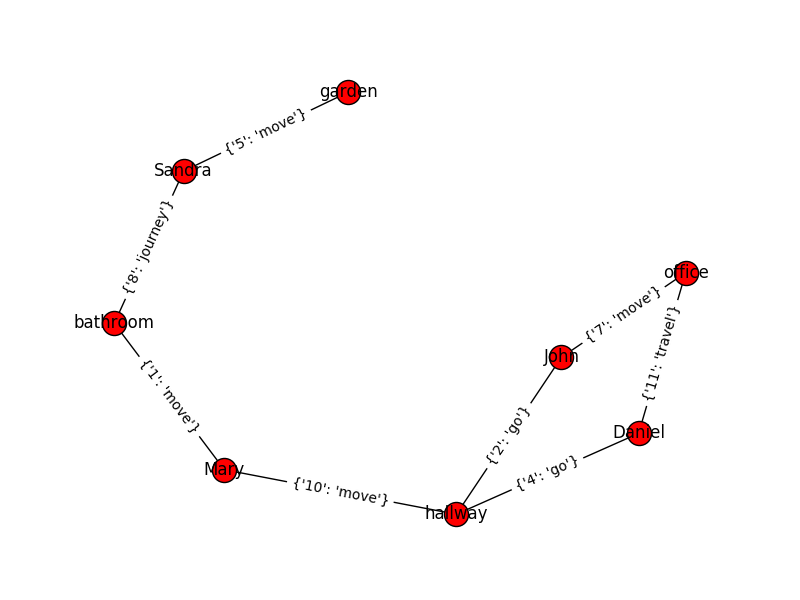 garden
{'5': 'move'}
Sandra
{'8': 'journey'}
office
{'7': 'move'}
bathroom
{'11': 'travel'}
John
{'1': 'move'}
{'2': 'go'}
Daniel
Mary
{'4': 'go'}
{'10': 'move'}
hallway